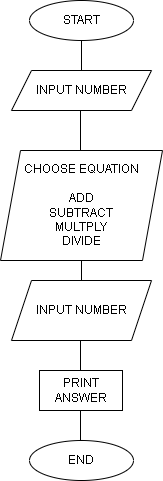 START
INPUT NUMBER
CHOOSE EQUATION
ADD
SUBTRACT
MULTPLY
DIVIDE
INPUT NUMBER
PRINT
ANSWER
END